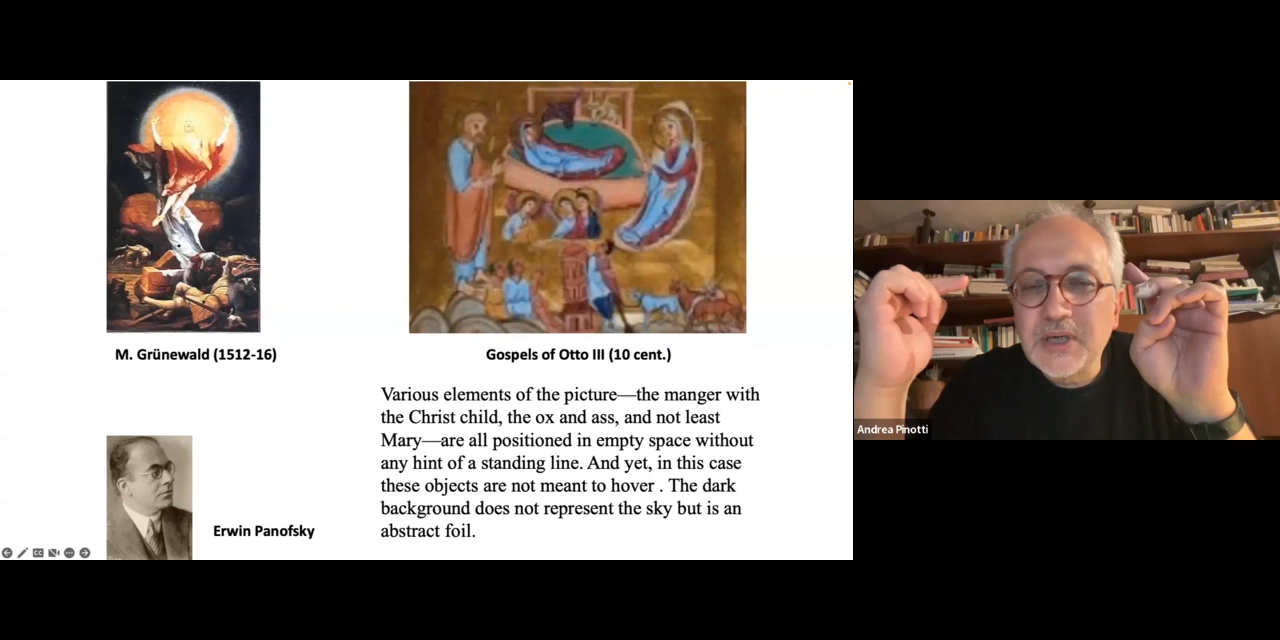 M. Grünewald (1512-16)
Gospels of Otto III (10 cent.)
Various elements of the picture—the manger with
the Christ child, the ox and ass, and not least
Mary—are all positioned in empty space without
any hint of a standing line. And yet, in this case
these objects are not meant to hover . The dark
background does not represent the sky but is an
abstract foil.
Erwin Panofsky
Andrea Pinotti